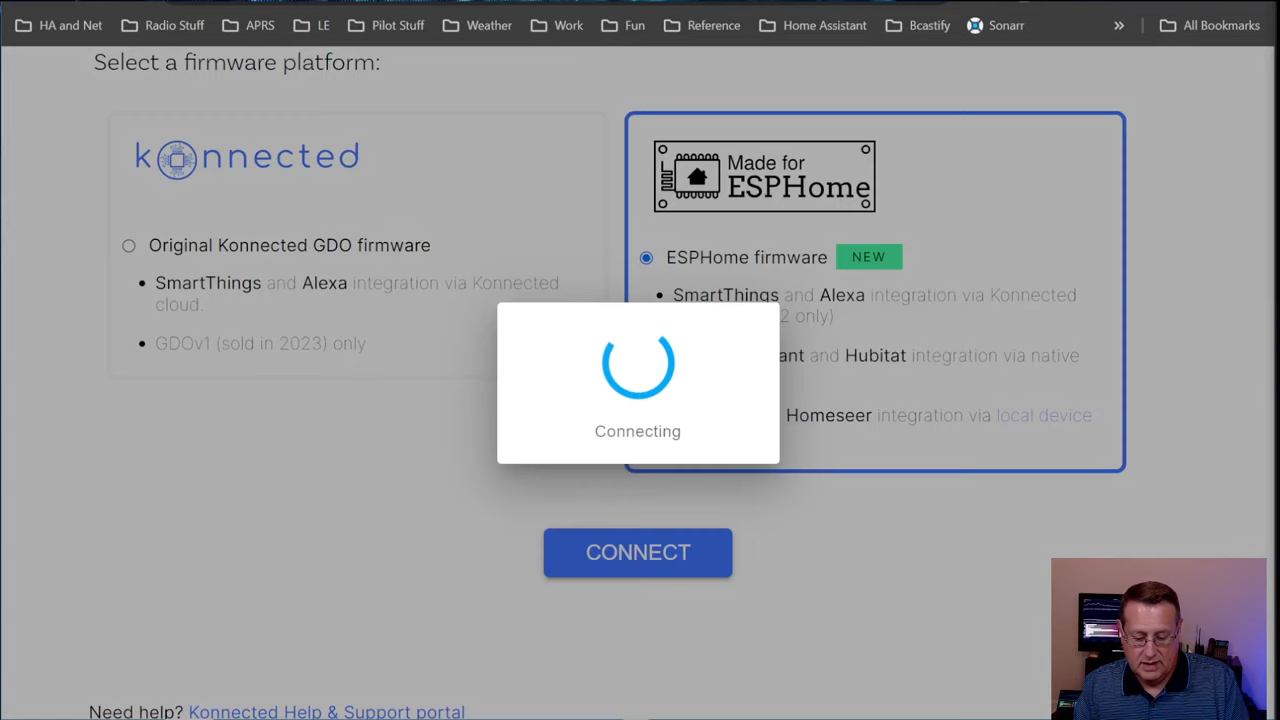 HA and Net Radio Stuff APRS LE Pilot Stuff Weather Work Fun Reference Home Assistant Bcastify Sonarr » All Bookmarks
Select a firmware platform:
konnected
Original Konnected GDO firmware
• SmartThings and Alexa integration via Konnected
cloud.
• GDOv1 (sold in 2023) only
Made for
ESPHome
ESPHome firmware NEW
• SmartThings and Alexa integration via Konnected
2 only)
ant and Hubitat integration via native
Homeseer integration via local device
Connecting
CONNECT
Need help? Konnected Help & Support portal